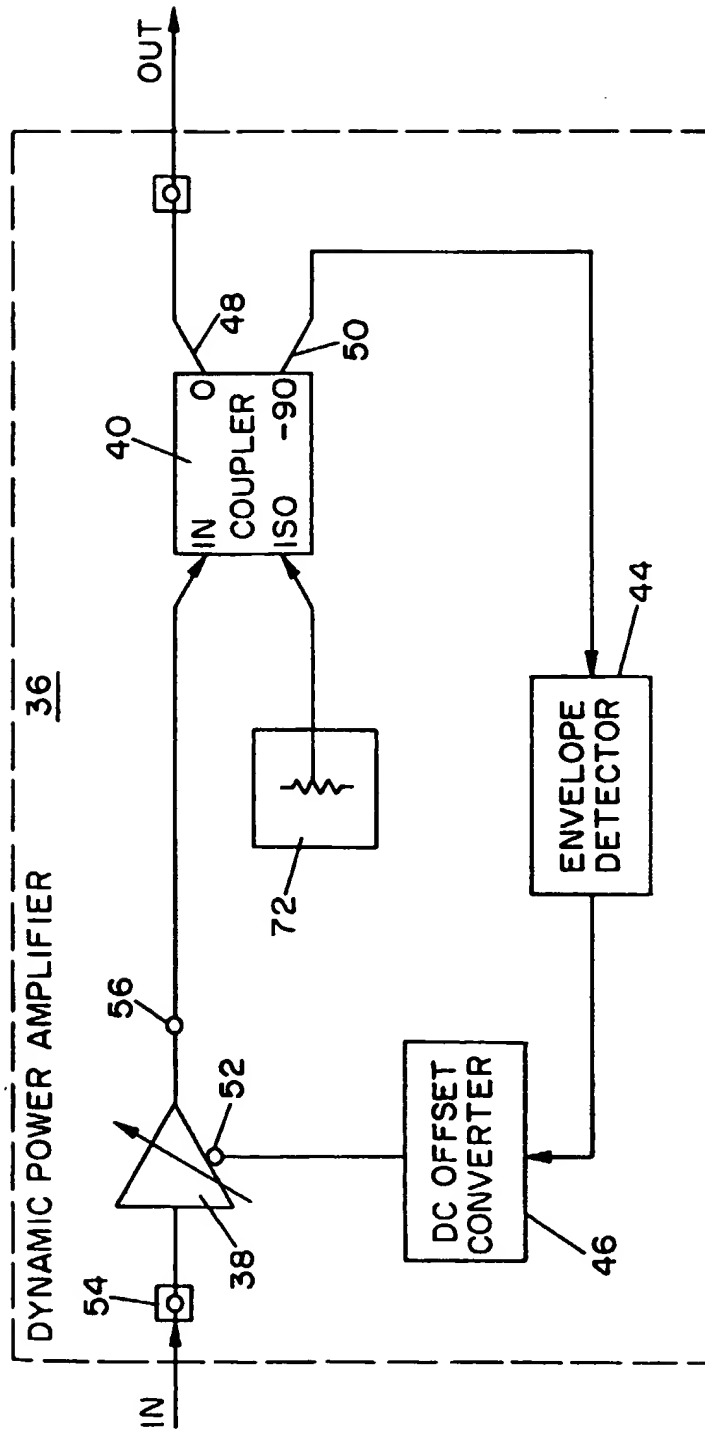 DYNAMIC POWER AMPLIFIER
36
IN
54
38
52
56
72
40
IN
O
COUPLER
ISO
-90
48
50
OUT
DC OFFSET
CONVERTER
46
ENVELOPE
DETECTOR
44